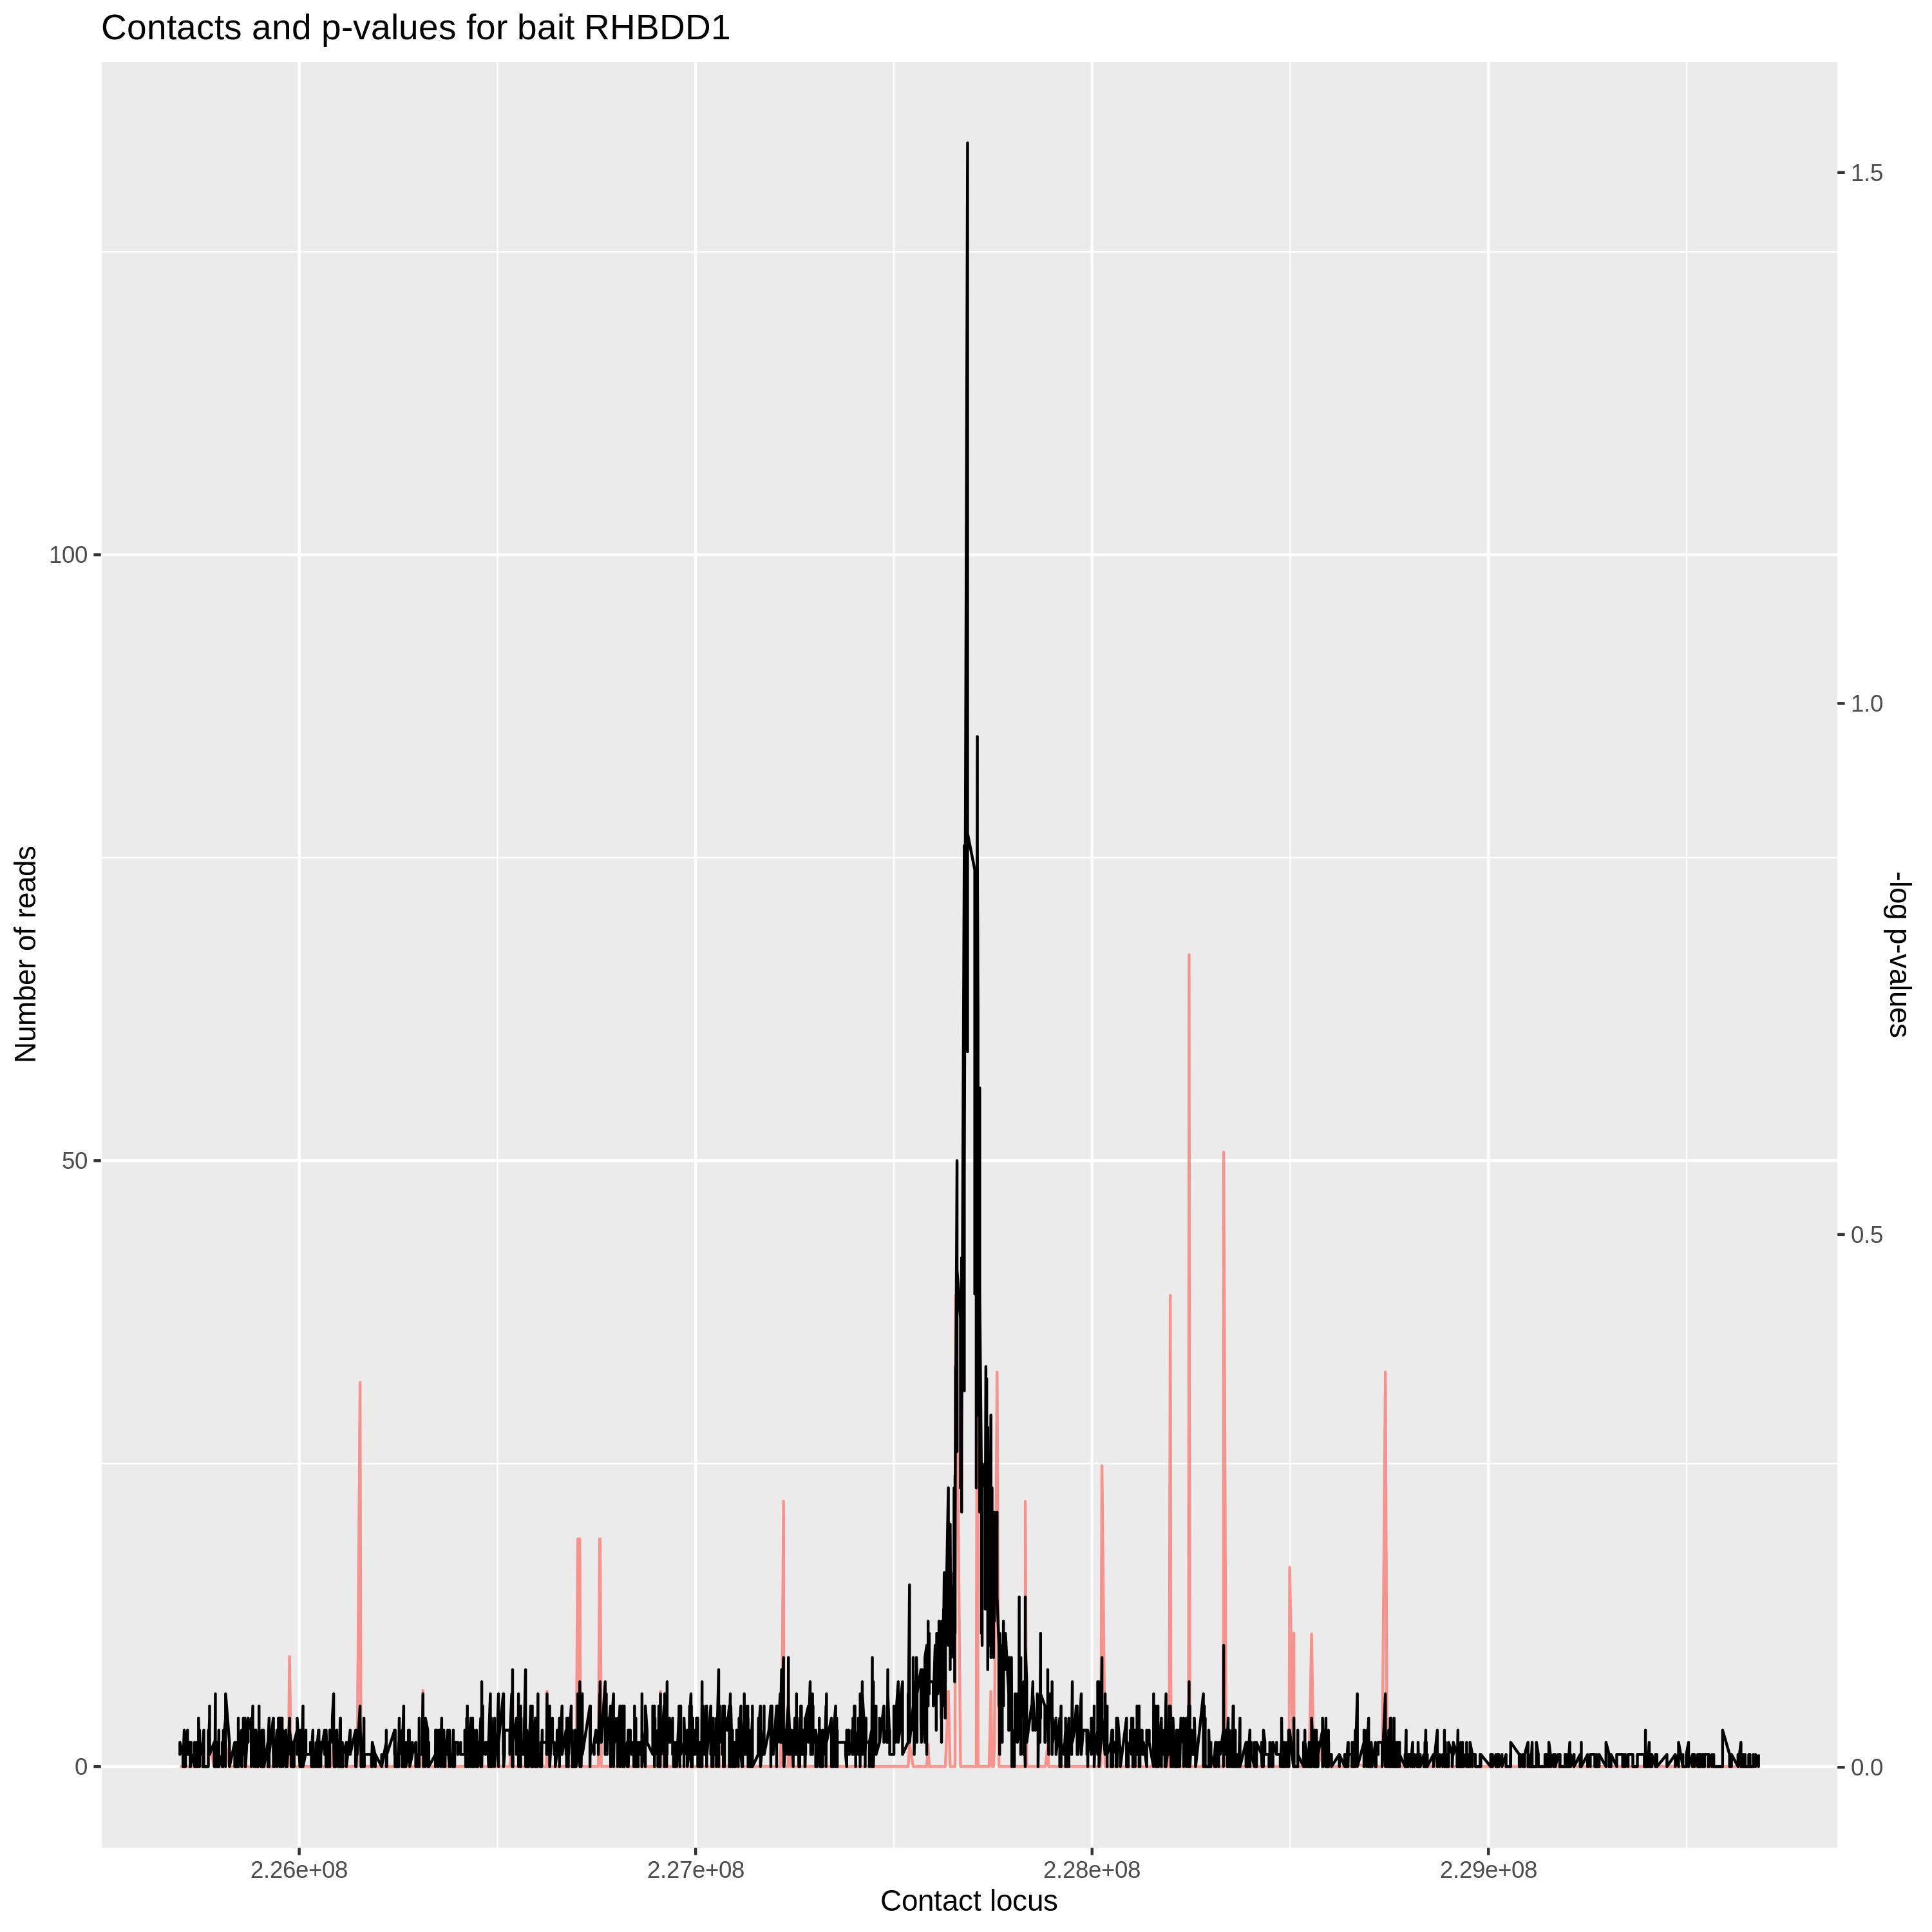 Contacts and p-values for bait RHBDD1
Number of reads
100
50
0
1.5
1.0
0.5
0.0
-log p-values
2.26e+08
2.27e+08
2.28e+08
2.29e+08
Contact locus